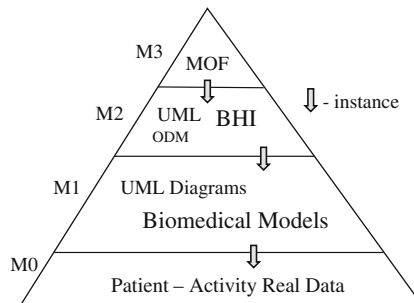 M3
MOF
M2
UML BHI
ODM
- instance
M1
UML Diagrams
Biomedical Models
M0
Patient – Activity Real Data